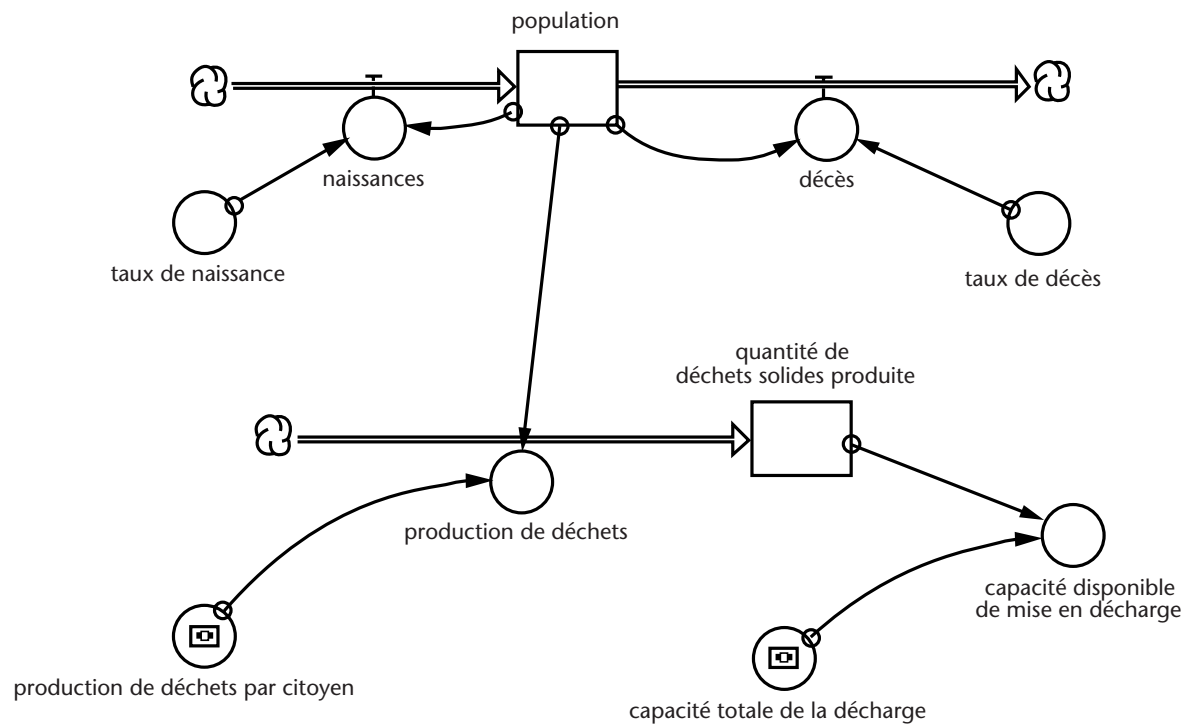 population
naissances
décès
taux de naissance
taux de décès
quantité de
déchets solides produite
production de déchets
capacité disponible
de mise en décharge
production de déchets par citoyen
capacité totale de la décharge